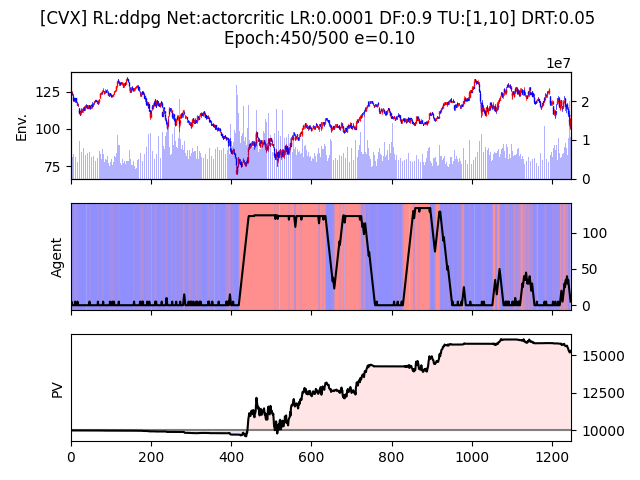 [CVX] RL:ddpg Net:actorcritic LR:0.0001 DF:0.9 TU:[1,10] DRT:0.05
Epoch:450/500 e=0.10
1e7
Env.
125
100
75
2
1
0
Agent
100
50
0
PV
15000
12500
10000
0 200 400 600 800 1000 1200